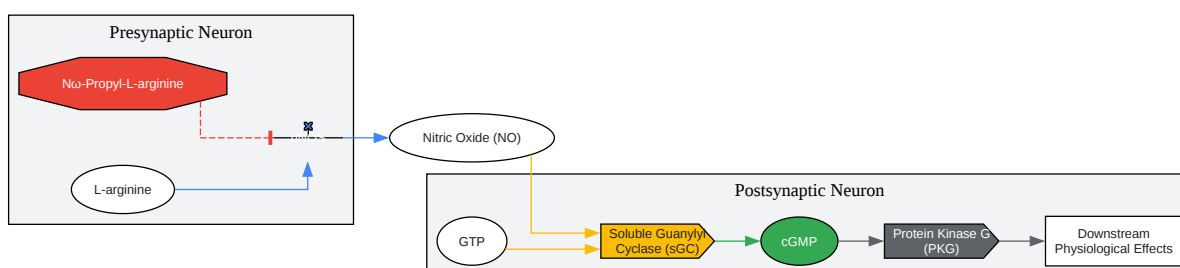 Presynaptic Neuron
Nω-Propyl-L-arginine
L-arginine
Nitric Oxide (NO)
Postsynaptic Neuron
GTP
Soluble Guanylyl
Cyclase (sGC)
cGMP
Protein Kinase G
(PKG)
Downstream
Physiological Effects